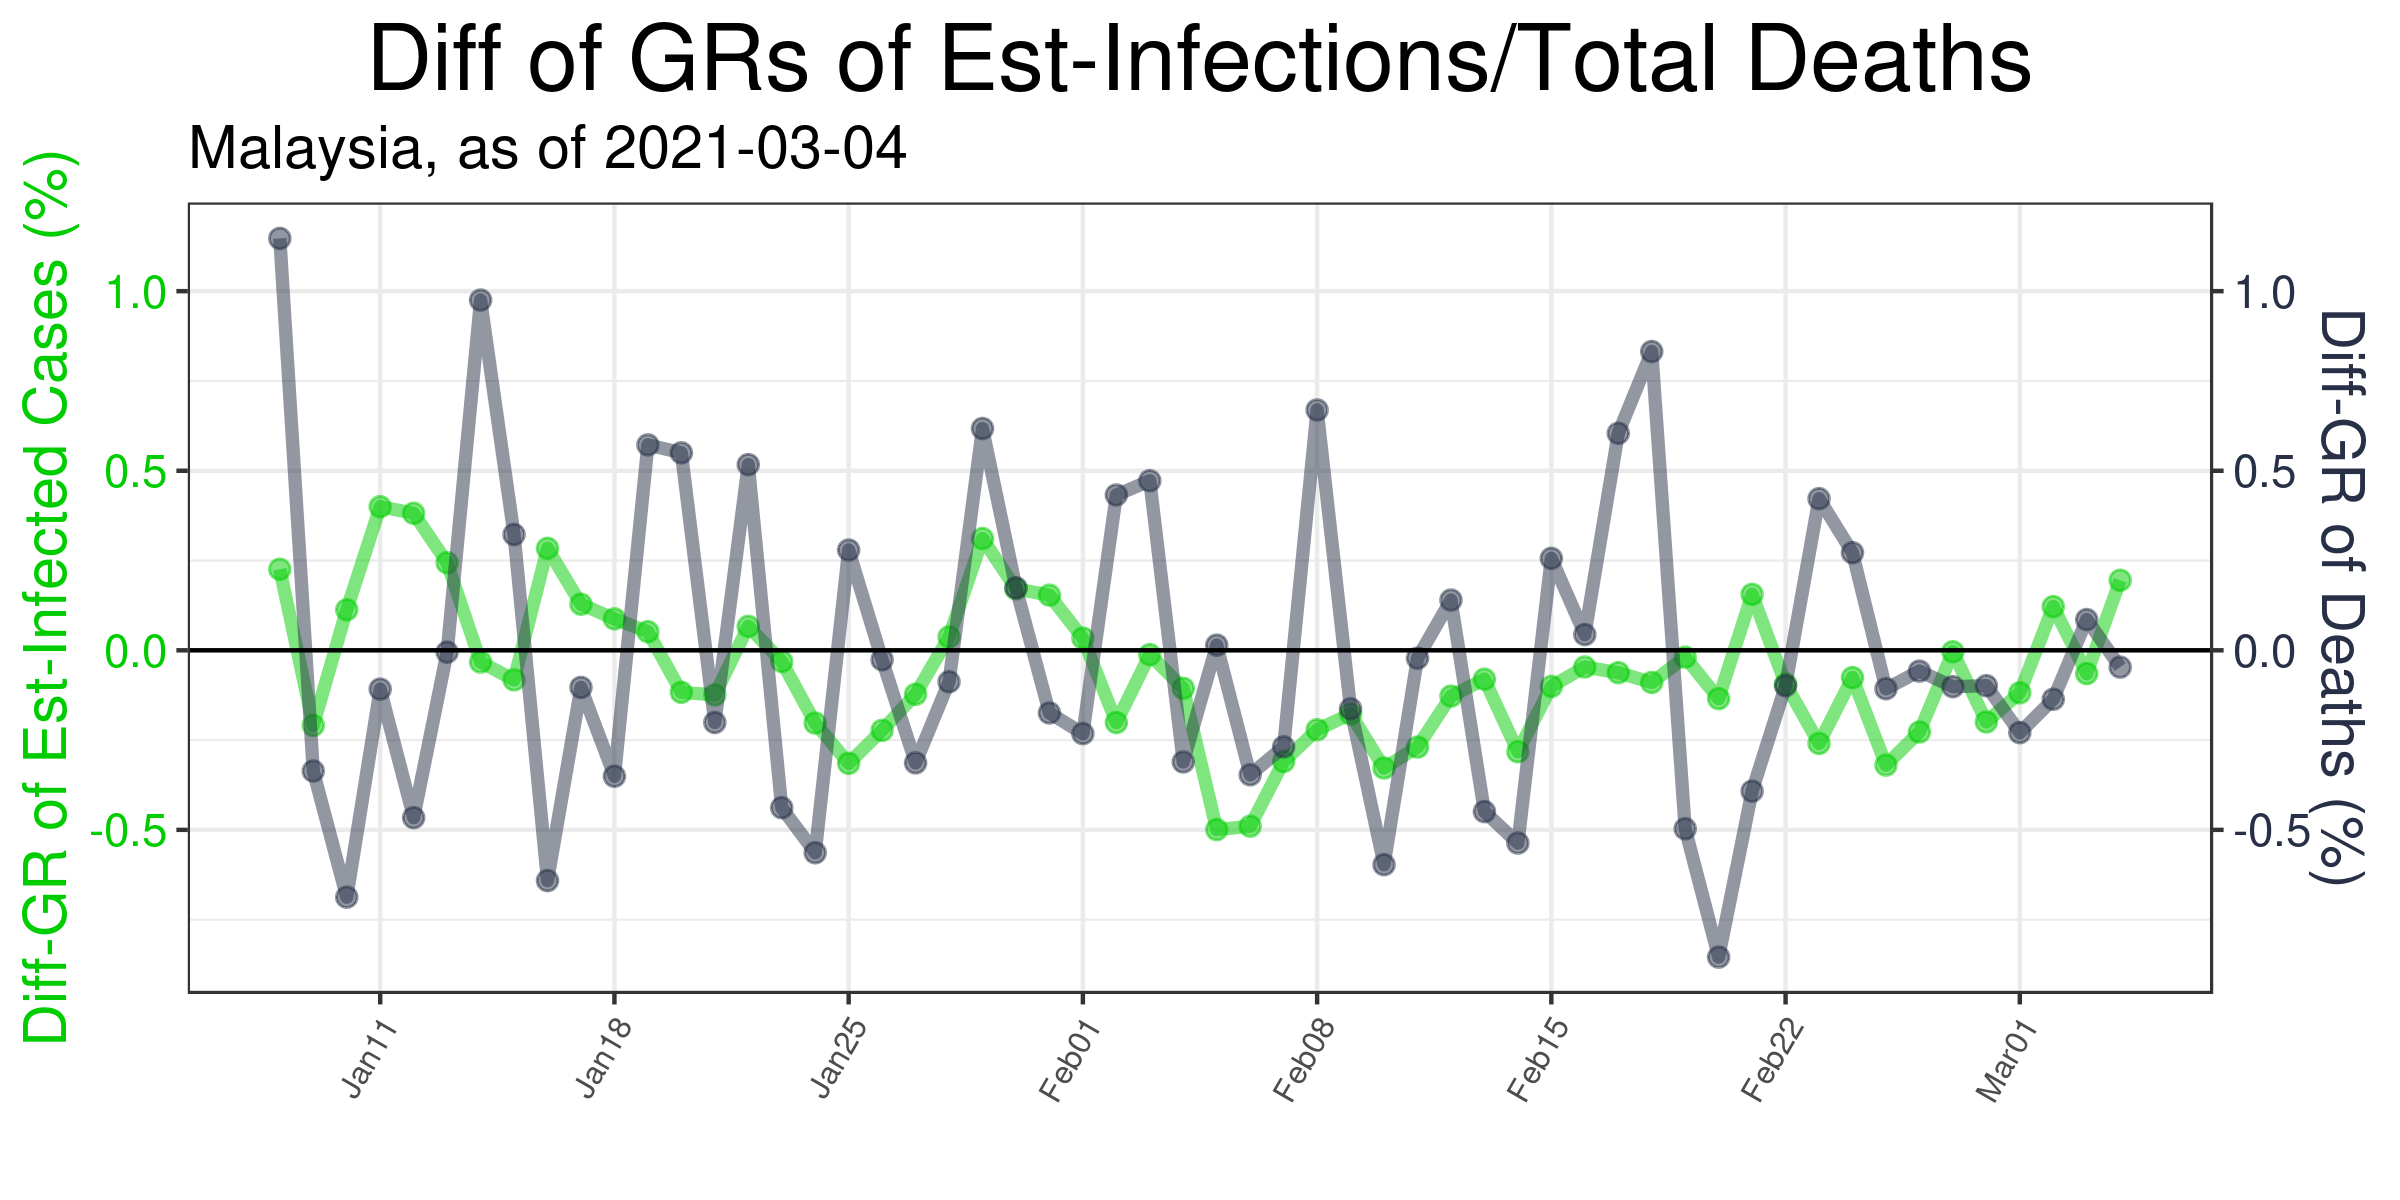 Diff of GRs of Est-Infections/Total Deaths
Malaysia, as of 2021-03-04
Diff-GR of Est-Infected Cases (%)
1.0
0.5
0.0
-0.5
1.0
0.5
0.0
-0.5
Diff-GR of Deaths (%)
Jan11
Jan18
Jan25
Feb01
Feb08
Feb15
Feb22
Mar01